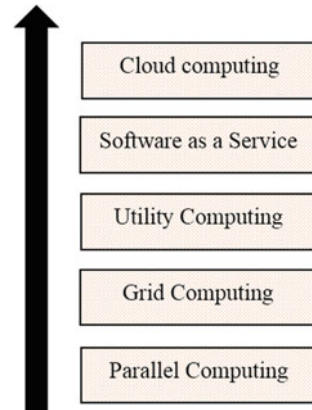 Cloud computing
Software as a Service
Utility Computing
Grid Computing
Parallel Computing